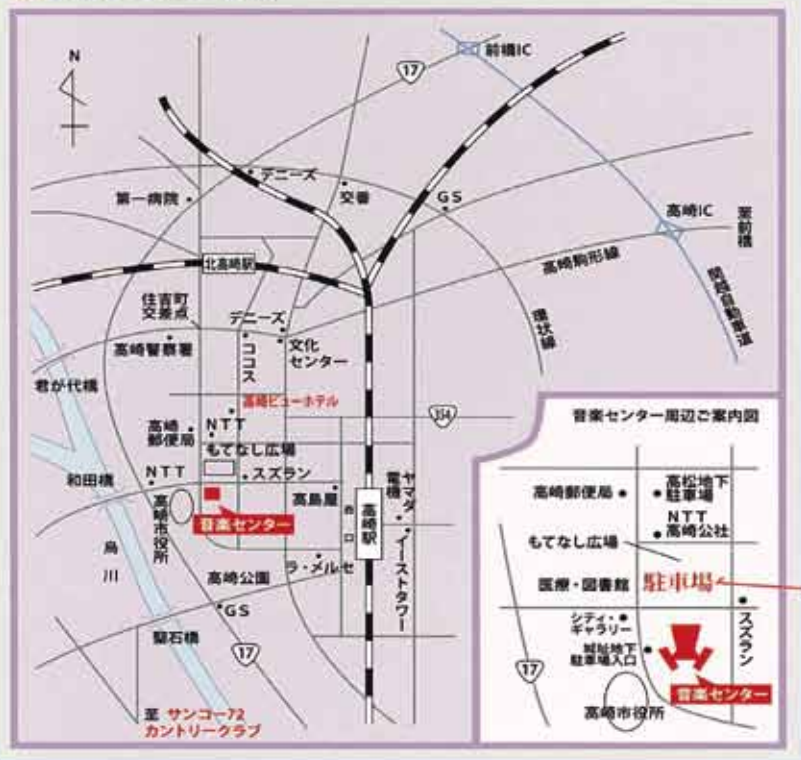 N
17
前橋IC
デニーズ
第一病院
交番
GS
高崎IC
至前橋
北高崎駅
高崎駒形線
環状線
関越自動車道
住吉町
交差点
デニーズ
高崎警察署
ココス
文化
センター
君が代橋
高崎ビューホテル
354
高崎
郵便局
NTT
もてなし広場
和田橋
NTT
スズラン
高島屋
高崎市役所
音楽センター
西口
高崎駅
ヤマダ
電機
イーストタワー
烏川
高崎公園
ラ・メルセ
GS
聖石橋
17
至 サンコー72
カントリークラブ
音楽センター周辺ご案内図
高崎郵便局
高松地下
駐車場
NTT
高崎公社
もてなし広場
医療・図書館
駐車場
シティ・
ギャラリー
スズラン
城址地下
駐車場入口
17
音楽センター
高崎市役所